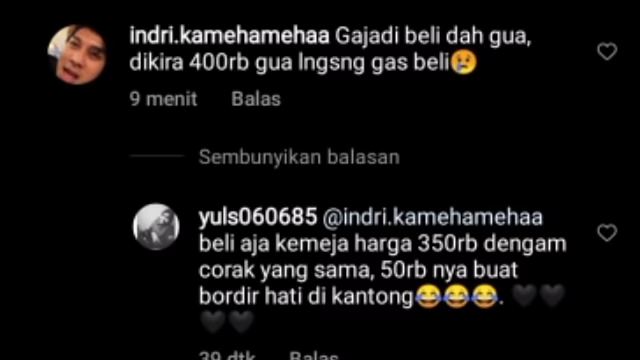 indri.kamehamehaa Gajadi beli dah gua,
dikira 400rb gua lngsng gas beli😢
9 menit Balas
Sembunyikan balasan
yuls060685 @indri.kamehamehaa
beli aja kemeja harga 350rb dengam
corak yang sama, 50rb nya buat
bordir hati di kantong😂😂😂. 🖤🖤
🖤🖤
39 dtk Balas